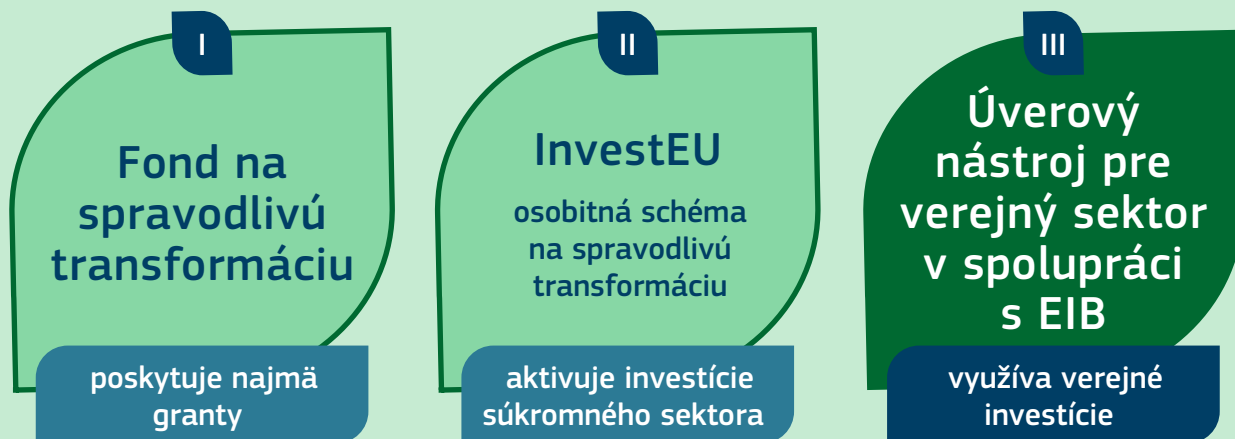 I
Fond na
spravodlivú
transformáciu
poskytuje najmä
granty
II
InvestEU
osobitná schéma
na spravodlivú
transformáciu
aktivuje investície
súkromného sektora
III
Úverový
nástroj pre
verejný sektor
v spolupráci
s EIB
využíva verejné
investície